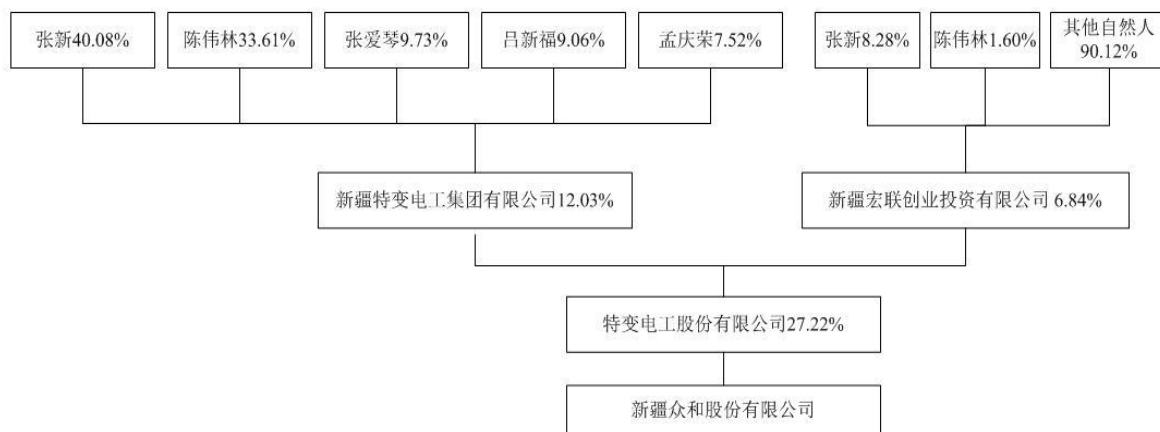 张新40.08%
陈伟林33.61%
张爱琴9.73%
吕新福9.06%
孟庆荣7.52%
张新8.28%
陈伟林1.60%
其他自然人
90.12%
新疆特变电工集团有限公司12.03%
新疆宏联创业投资有限公司 6.84%
特变电工股份有限公司27.22%
新疆众和股份有限公司